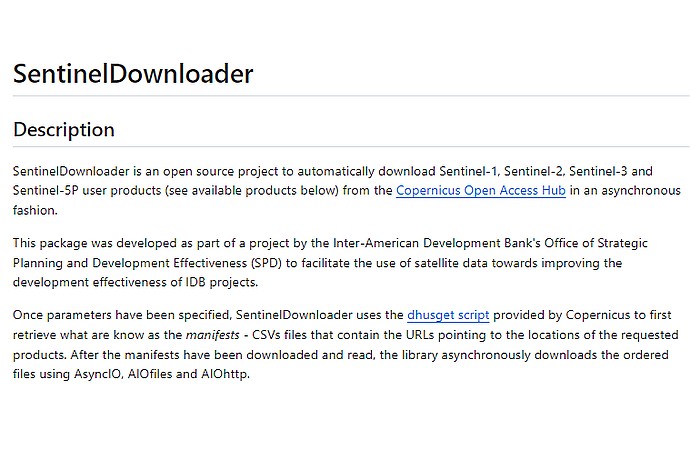 SentinelDownloader
Description
SentinelDownloader is an open source project to automatically download Sentinel-1, Sentinel-2, Sentinel-3 and
Sentinel-5P user products (see available products below) from the Copernicus Open Access Hub in an asynchronous
fashion.
This package was developed as part of a project by the Inter-American Development Bank's Office of Strategic
Planning and Development Effectiveness (SPD) to facilitate the use of satellite data towards improving the
development effectiveness of IDB projects.
Once parameters have been specified, SentinelDownloader uses the dhusget script provided by Copernicus to first
retrieve what are know as the manifests - CSVs files that contain the URLs pointing to the locations of the requested
products. After the manifests have been downloaded and read, the library asynchronously downloads the ordered
files using AsyncIO, AIOfiles and AIOhttp.